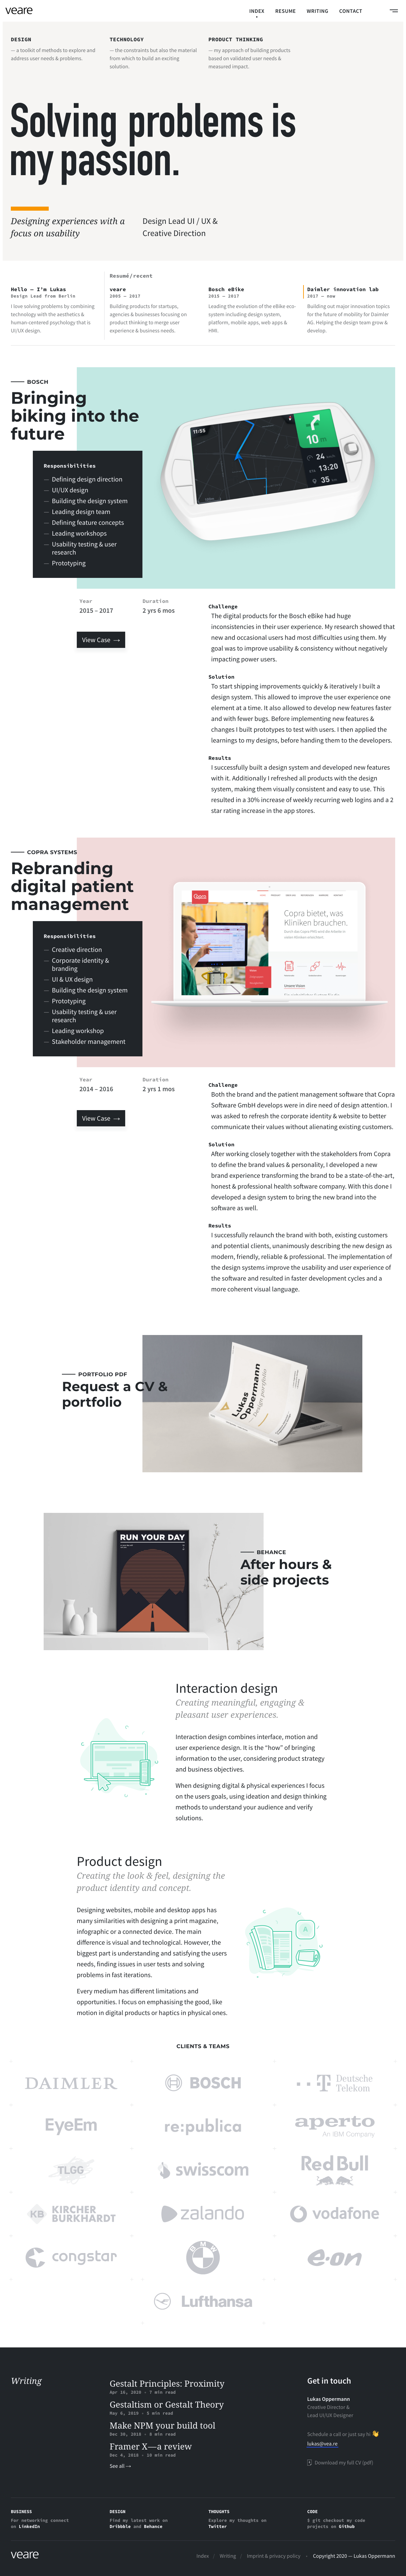 veare
INDEX
RESUME
WRITING
CONTACT
DESIGN
— a toolkit of methods to explore and
address user needs & problems.
TECHNOLOGY
— the constraints but also the material
from which to build an exciting
solution.
PRODUCT THINKING
— my approach of building products
based on validated user needs &
measured impact.
Solving problems is
my passion.
Designing experiences with a
focus on usability
Design Lead UI / UX &
Creative Direction
Resumé/recent
Hello — I'm Lukas
Design Lead from Berlin
I love solving problems by combining
technology with the aesthetics &
human centered psychology that is
UI/UX design.
veare
2005 — 2017
Building products for startups,
agencies & businesses focusing on
product thinking to merge user
experience & business needs.
Bosch eBike
2015 — 2017
Leading the evolution of the eBike eco-
system including design system,
platform, mobile apps, web apps &
HMI.
Daimler innovation lab
2017 — now
Building out major innovation topics
for the future of mobility for Daimler
AG. Helping the design team grow &
develop.
BOSCH
Bringing
biking into the
future
11:55
10
24
13:20
35
Responsibilities
— Defining design direction
— UI/UX design
— Building the design system
— Leading design team
— Defining feature concepts
— Leading workshops
— Usability testing & user
research
— Prototyping
Year
2015 – 2017
Duration
2 yrs 6 mos
View Case →
Challenge
The digital products for the Bosch eBike had huge
inconsistencies in their user experience. My research showed that
new and occasional users had most difficulties using them. My
goal was to improve usability & consistency without negatively
impacting power users.
Solution
To start shipping improvements quickly & iteratively I built a
design system. This allowed to improve the user experience one
element at a time. It also allowed to develop new features faster
and with fewer bugs. Before implementing new features &
changes I built prototypes to test with users. I then applied the
learnings to my designs, before handing them to the developers.
Results
I successfully built a design system and developed new features
with it. Additionally I refreshed all products with the design
system, making them visually consistent and easy to use. This
resulted in a 30% increase of weekly recurring web logins and a 2
star rating increase in the app stores.
COPRA SYSTEMS
Rebranding
digital patient
management
Copra
Copra bietet, was
Kliniken brauchen.
Unsere Vision
Responsibilities
— Creative direction
— Corporate identity &
branding
— UI & UX design
— Building the design system
— Prototyping
— Usability testing & user
research
— Leading workshop
— Stakeholder management
Year
2014 – 2016
Duration
2 yrs 1 mos
View Case →
Challenge
Both the brand and the patient management software that Copra
Software GmbH develops were in dire need of design attention. I
was asked to refresh the corporate identity & website to better
communicate their values without alienating existing customers.
Solution
After working closely together with the stakeholders from Copra
to define the brand values & personality, I developed a new
brand experience transforming the brand to be a state-of-the-art,
honest & professional health software company. With this done I
developed a design system to bring the new brand into the
software as well.
Results
I successfully relaunch the brand with both, existing customers
and potential clients, unanimously describing the new design as
modern, friendly, reliable & professional. The implementation of
the design systems improve the usability and user experience of
the software and resulted in faster development cycles and a
more coherent visual language.
PORTFOLIO PDF
Request a CV &
portfolio
Lukas
Oppermann
Design portfolio
RUN YOUR DAY
BEHANCE
After hours &
side projects
Interaction design
Creating meaningful, engaging &
pleasant user experiences.
Interaction design combines interface, motion and
user experience design. It is the “how” of bringing
information to the user, considering product strategy
and business objectives.
When designing digital & physical experiences I focus
on the users goals, using ideation and design thinking
methods to understand your audience and verify
solutions.
Product design
Creating the look & feel, designing the
product identity and concept.
Designing websites, mobile and desktop apps has
many similarities with designing a print magazine,
infographic or a connected device. The main
difference is visual and technological. However, the
biggest part is understanding and satisfying the users
needs, finding issues in user tests and solving
problems in fast iterations.
Every medium has different limitations and
opportunities. I focus on emphasising the good, like
motion in digital products or haptics in physical ones.
CLIENTS & TEAMS
DAIMLER
BOSCH
T
Deutsche
Telekom
EyeEm
re:publica
aperto
An IBM Company
TLGG
swisscom
Red Bull
KB KIRCHER
BURKHARDT
zalando
vodafone
congstar
BMW
e·on
Lufthansa
Writing
Gestalt Principles: Proximity
Apr 16, 2020 · 7 min read
Gestaltism or Gestalt Theory
May 6, 2019 · 5 min read
Make NPM your build tool
Dec 30, 2018 · 8 min read
Framer X—a review
Dec 4, 2018 · 10 min read
See all →
Get in touch
Lukas Oppermann
Creative Director &
Lead UI/UX Designer
Schedule a call or just say hi 👋
lukas@vea.re
Download my full CV (pdf)
BUSINESS
For networking connect
on LinkedIn
DESIGN
Find my latest work on
Dribbble and Behance
THOUGHTS
Explore my thoughts on
Twitter
CODE
$ git checkout my code
projects on Github
veare
Index / Writing / Imprint & privacy policy — Copyright 2020 — Lukas Oppermann